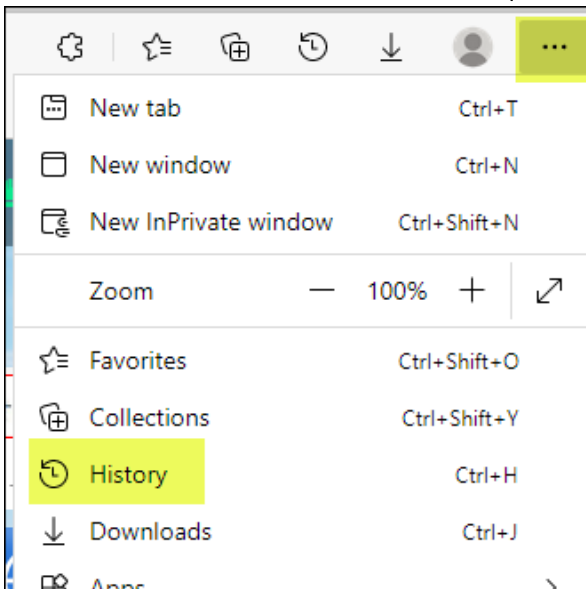 New tab Ctrl+T
New window Ctrl+N
New InPrivate window Ctrl+Shift+N
Zoom — 100% +
Favorites Ctrl+Shift+O
Collections Ctrl+Shift+Y
History Ctrl+H
Downloads Ctrl+J
Apps